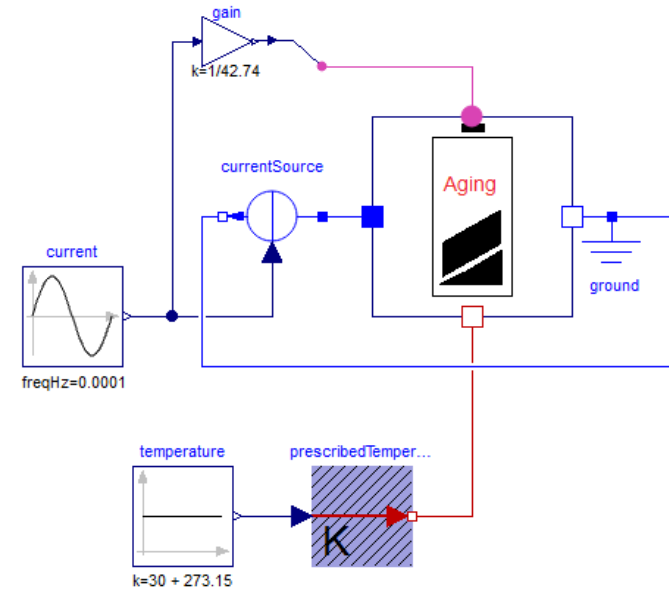 gain
k=1/42.74
currentSource
Aging
current
ground
freqHz=0.0001
temperature
prescribedTemper...
K
k=30 + 273.15